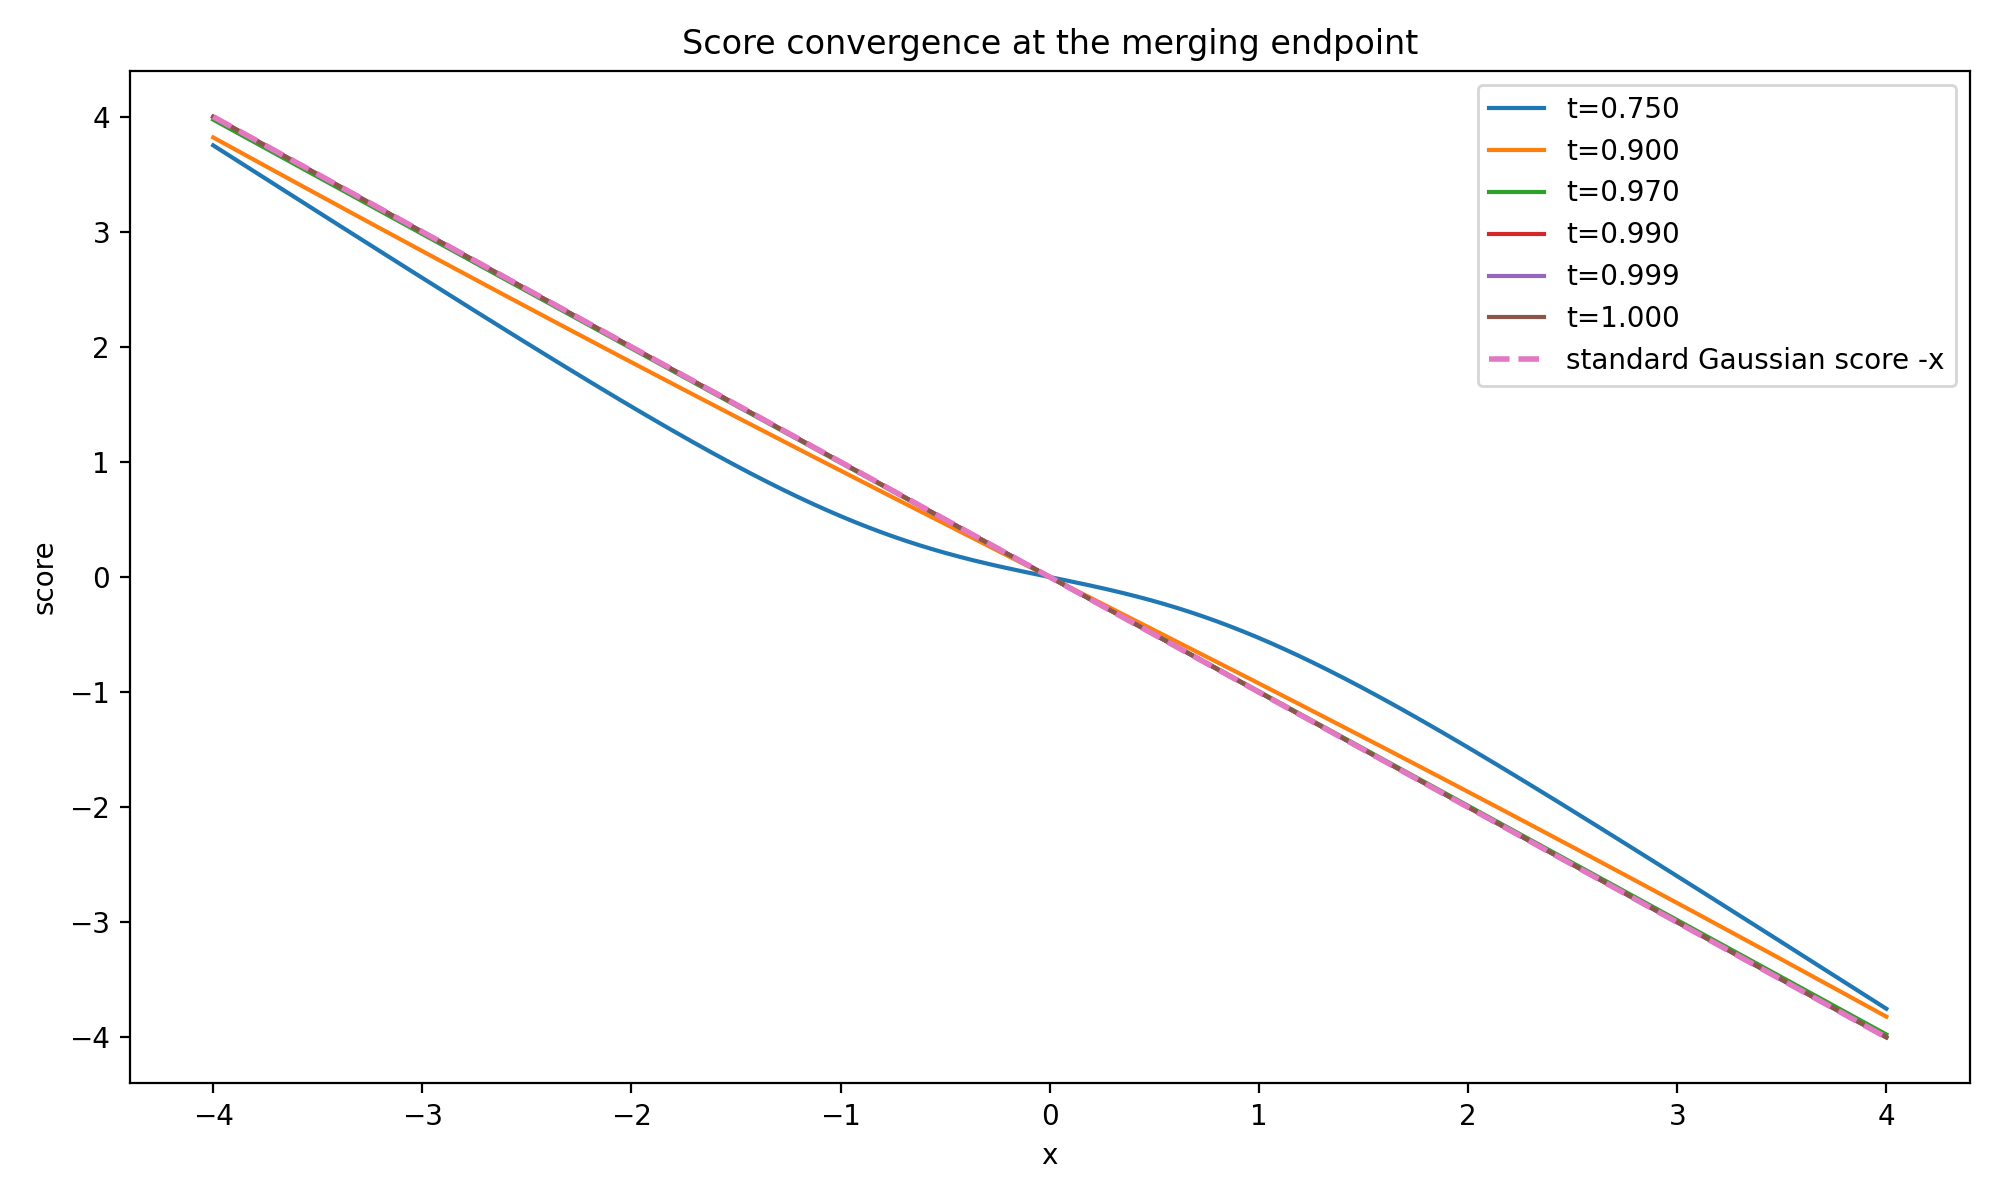 Score convergence at the merging endpoint
t=0.750
t=0.900
t=0.970
t=0.990
t=0.999
t=1.000
standard Gaussian score -x
4
3
2
1
0
−1
−2
−3
−4
score
−4 −3 −2 −1 0 1 2 3 4
x